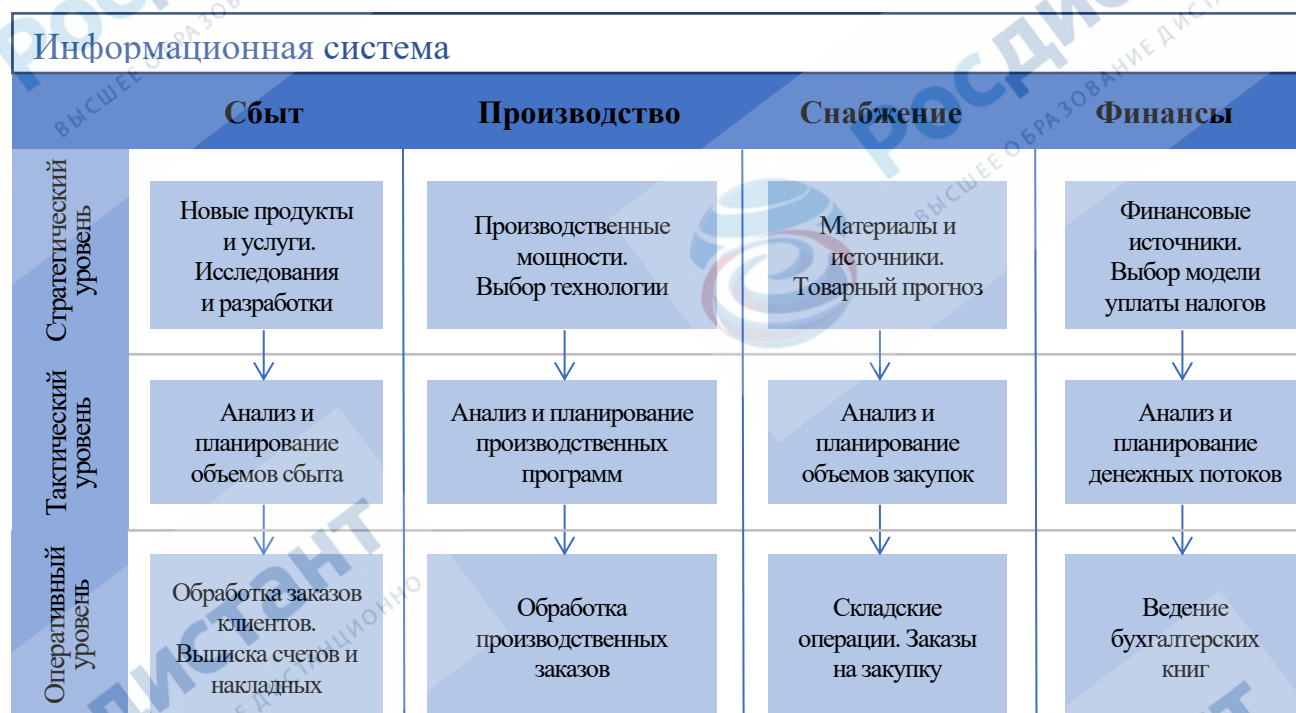 Информационная система
Сбыт
Производство
Снабжение
Финансы
Стратегический
уровень
Новые продукты
и услуги.
Исследования
и разработки
Производственные
мощности.
Выбор технологии
Материалы и
источники.
Товарный прогноз
Финансовые
источники.
Выбор модели
уплаты налогов
Тактический
уровень
Анализ и
планирование
объемов сбыта
Анализ и планирование
производственных
программ
Анализ и
планирование
объемов закупок
Анализ и
планирование
денежных потоков
Оперативный
уровень
Обработка заказов
клиентов.
Выписка счетов и
накладных
Обработка
производственных
заказов
Складские
операции. Заказы
на закупку
Ведение
бухгалтерских
книг